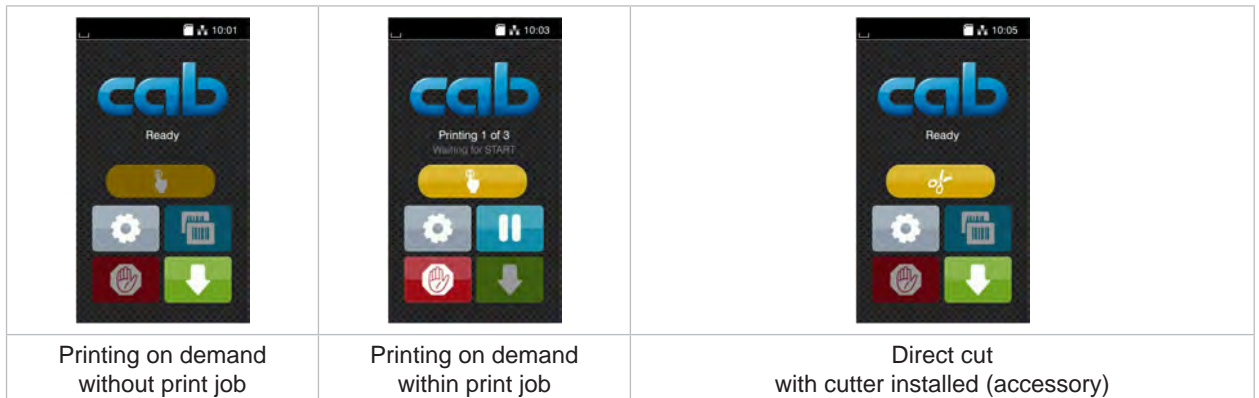 10:01
cab
Ready
Printing on demand
without print job
10:03
cab
Printing 1 of 3
Waiting for START
Printing on demand
within print job
10:05
cab
Ready
Direct cut
with cutter installed (accessory)